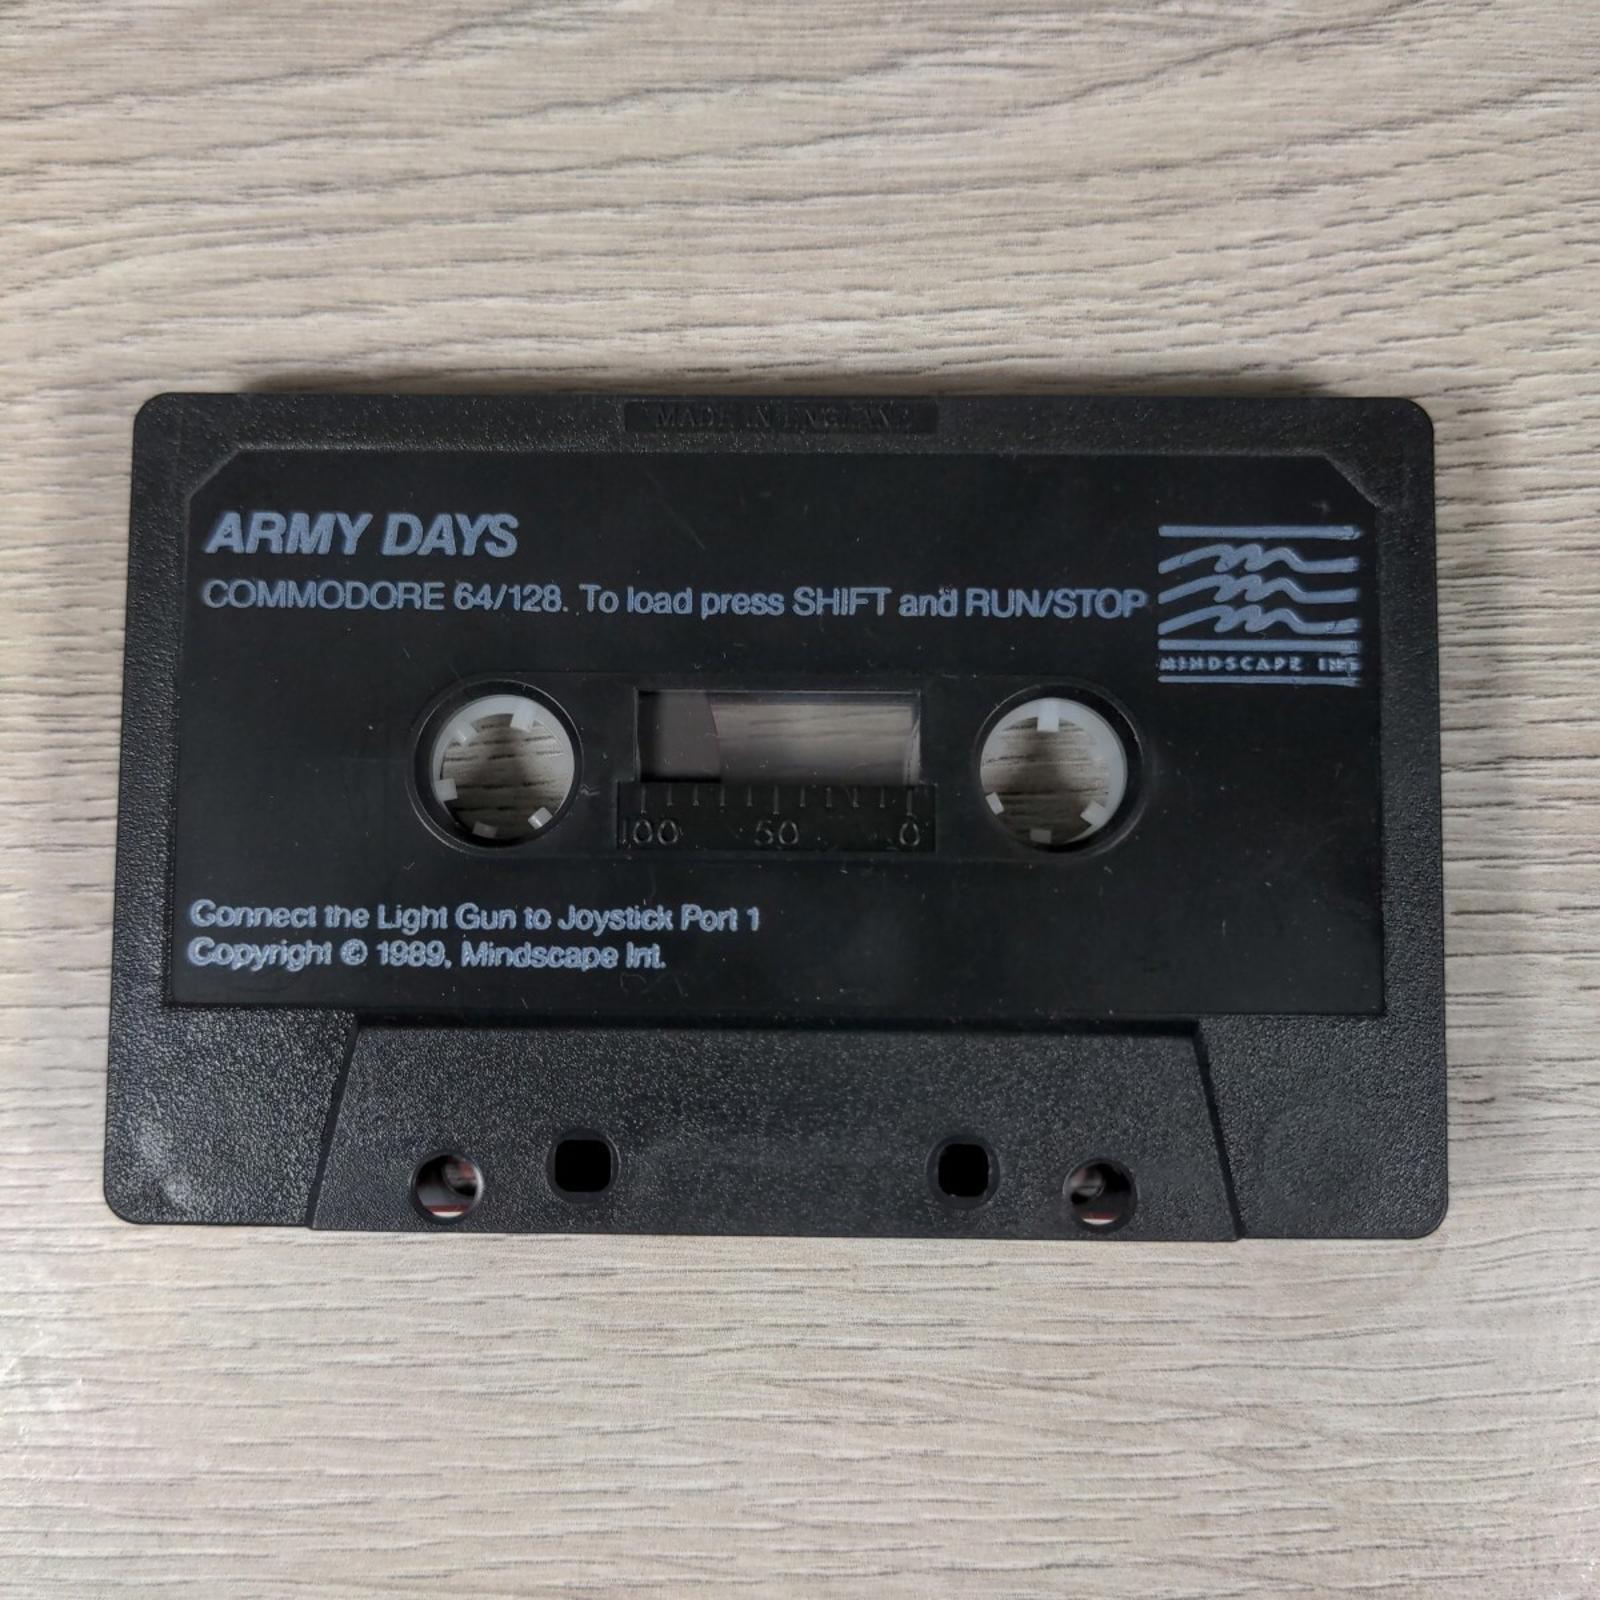 MADE IN ENGLAND
ARMY DAYS
COMMODORE 64/128. To load press SHIFT and RUN/STOP
MINDSCAPE INT
100 50 0
Connect the Light Gun to Joystick Port 1
Copyright © 1989, Mindscape Int.